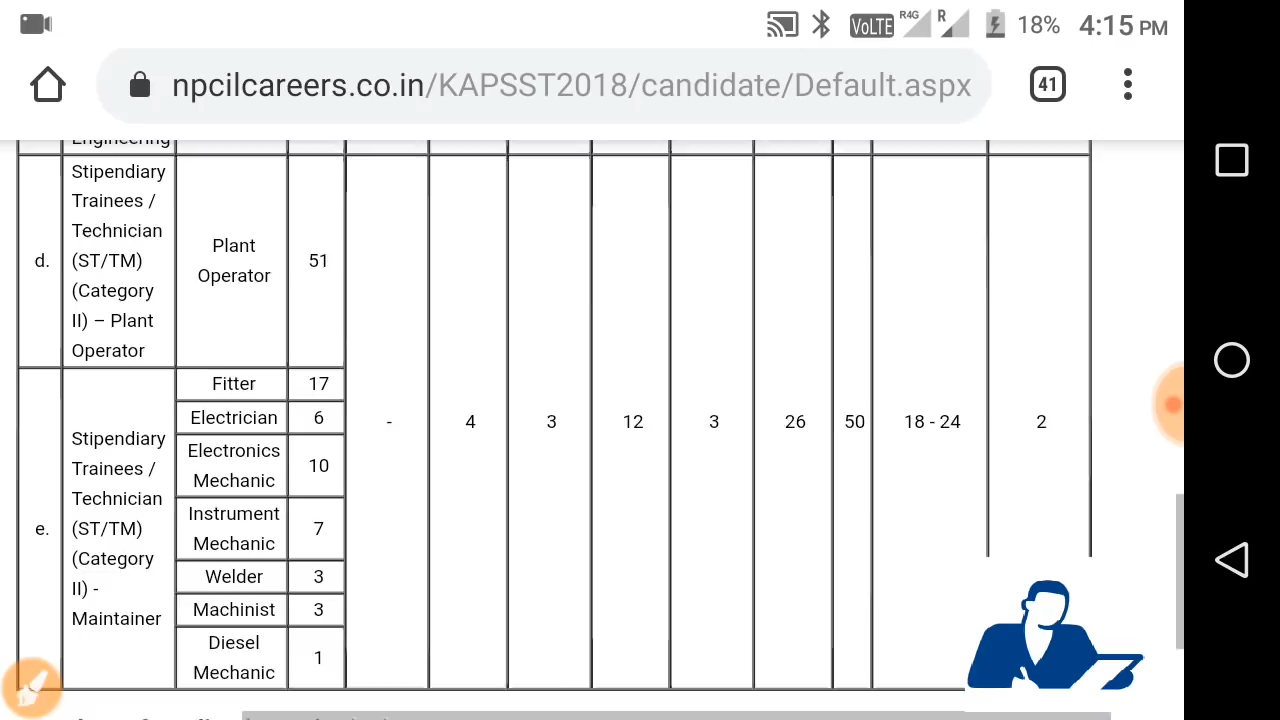 VoLTE R4G R 18% 4:15 PM
npcilcareers.co.in/KAPSST2018/candidate/Default.aspx 41
Engineering
d.
Stipendiary
Trainees /
Technician
(ST/TM)
(Category
II) – Plant
Operator
Plant
Operator
51
e.
Stipendiary
Trainees /
Technician
(ST/TM)
(Category
II) -
Maintainer
Fitter 17
Electrician 6
Electronics
Mechanic
10
Instrument
Mechanic
7
Welder 3
Machinist 3
Diesel
Mechanic
1
- 4 3 12 3 26 50 18 - 24 2